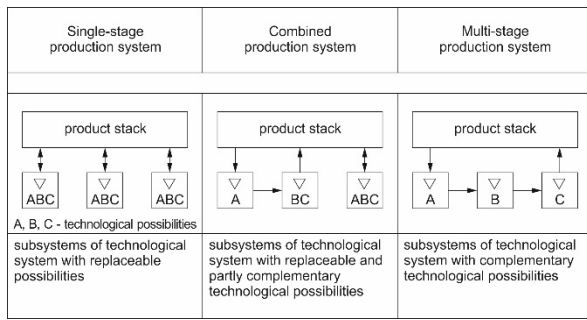 Single-stage
production system
Combined
production system
Multi-stage
production system
product stack
ABC
ABC
ABC
A, B, C - technological possibilities
product stack
A
BC
ABC
product stack
A
B
C
subsystems of technological
system with replaceable
possibilities
subsystems of technological
system with replaceable and
partly complementary
technological possibilities
subsystems of technological
system with complementary
technological possibilities